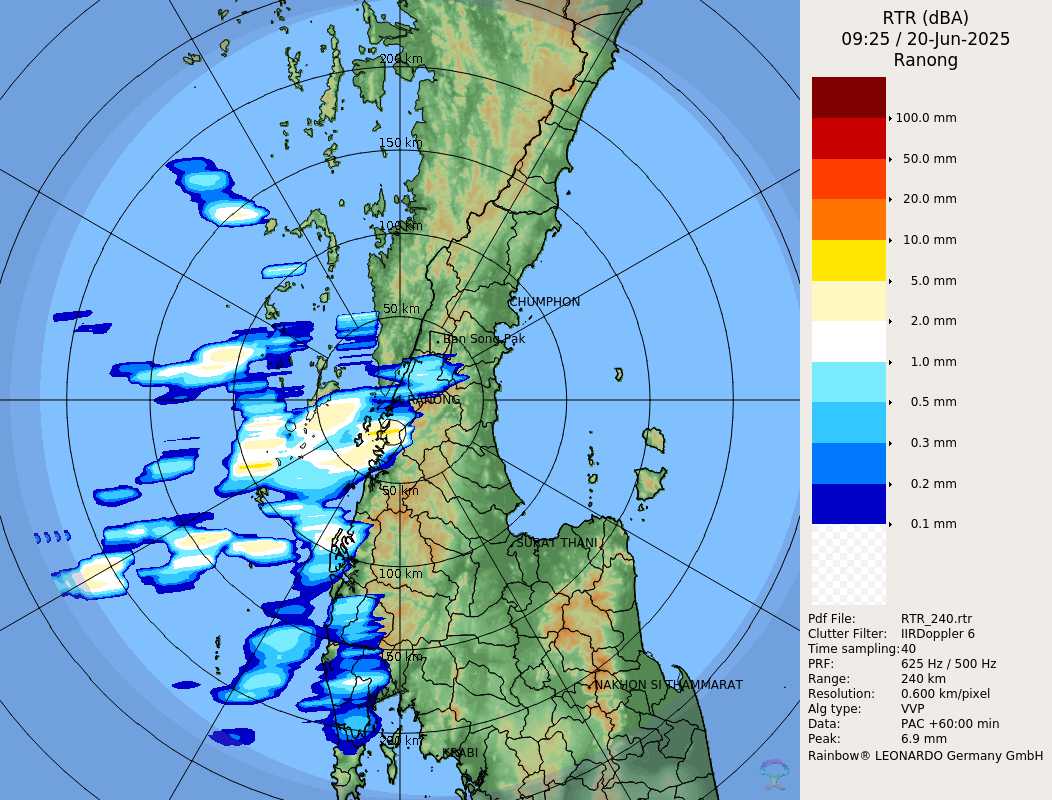 RTR (dBA)
09:25 / 20-Jun-2025
Ranong
200 km
150 km
100 km
50 km
CHUMPHON
Ban Song Pak
RANONG
50 km
SURAT THANI
100 km
150 km
NAKHON SI THAMMARAT
200 km
KRABI
100.0 mm
50.0 mm
20.0 mm
10.0 mm
5.0 mm
2.0 mm
1.0 mm
0.5 mm
0.3 mm
0.2 mm
0.1 mm
Pdf File: RTR_240.rtr
Clutter Filter: IIRDoppler 6
Time sampling:40
PRF: 625 Hz / 500 Hz
Range: 240 km
Resolution: 0.600 km/pixel
Alg type: VVP
Data: PAC +60:00 min
Peak: 6.9 mm
Rainbow® LEONARDO Germany GmbH